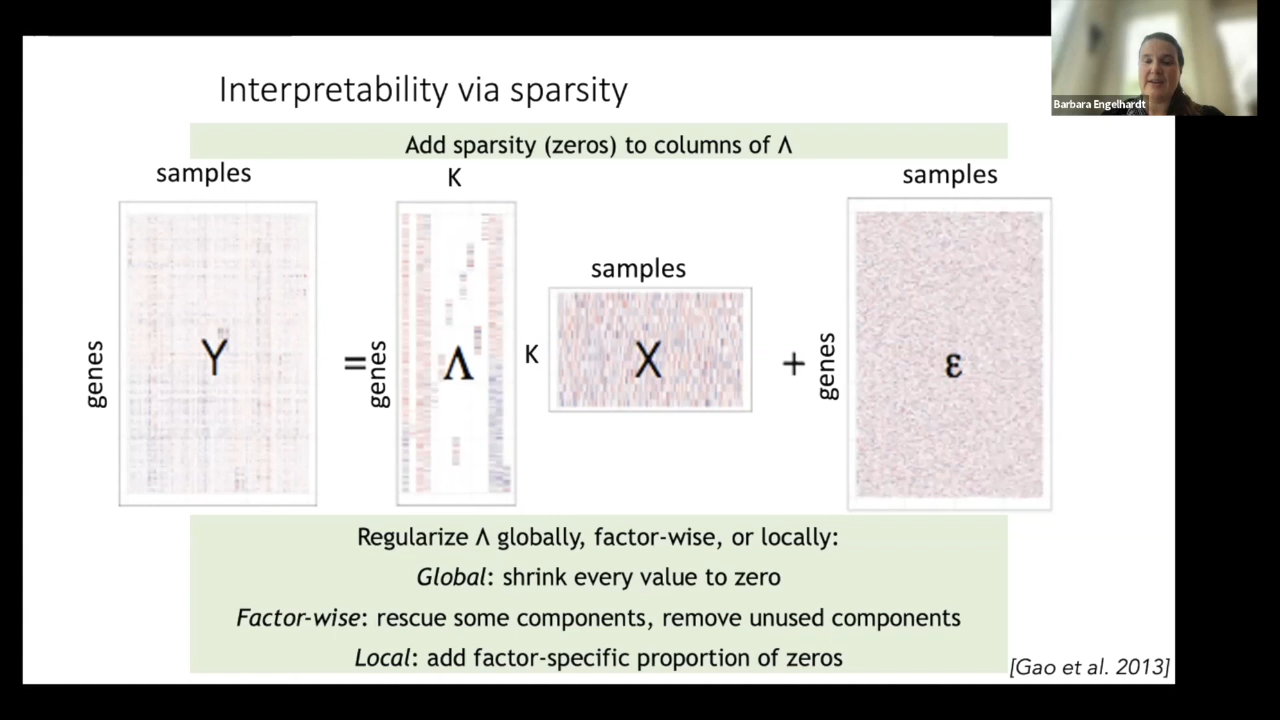 Barbara Engelhardt
Interpretability via sparsity
Add sparsity (zeros) to columns of Λ
samples
K
samples
samples
genes
Y
=
genes
Λ
K
X
+
genes
ε
Regularize Λ globally, factor-wise, or locally:
Global: shrink every value to zero
Factor-wise: rescue some components, remove unused components
Local: add factor-specific proportion of zeros
[Gao et al. 2013]